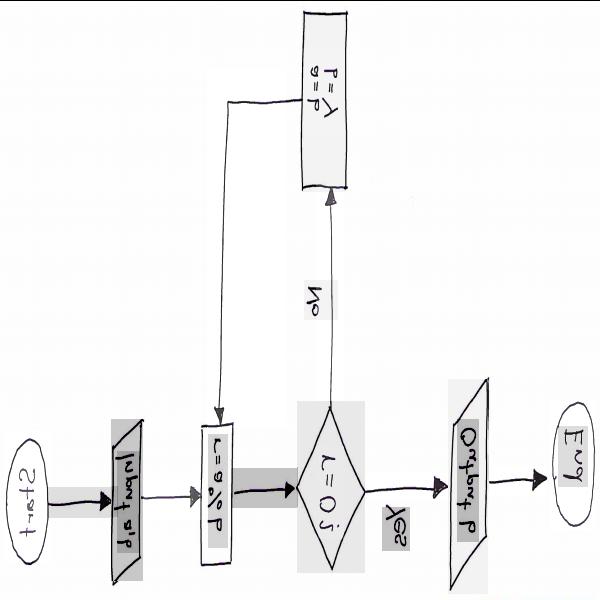 Start
Input a,b
r=a%b
r=0?
No
a=b
b=r
Yes
Output b
End